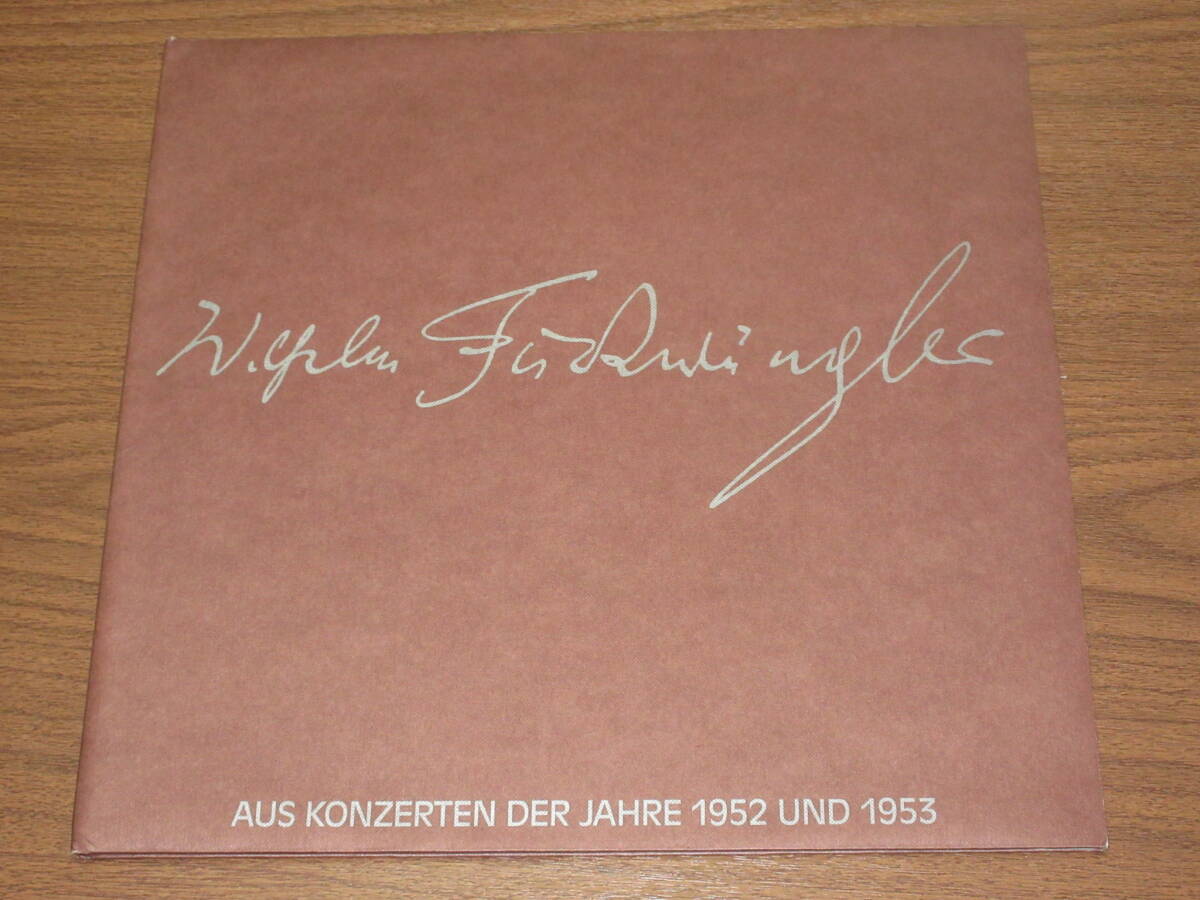 Wilhelm Furtwängler
AUS KONZERTEN DER JAHRE 1952 UND 1953